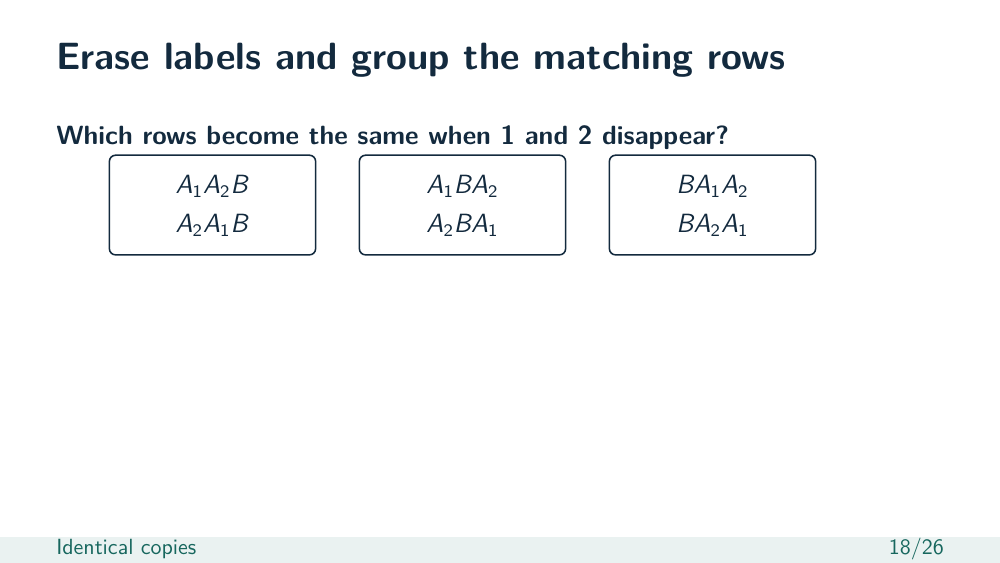 Erase labels and group the matching rows
Which rows become the same when 1 and 2 disappear?
A₁A₂B
A₂A₁B
A₁BA₂
A₂BA₁
BA₁A₂
BA₂A₁
Identical copies
18/26